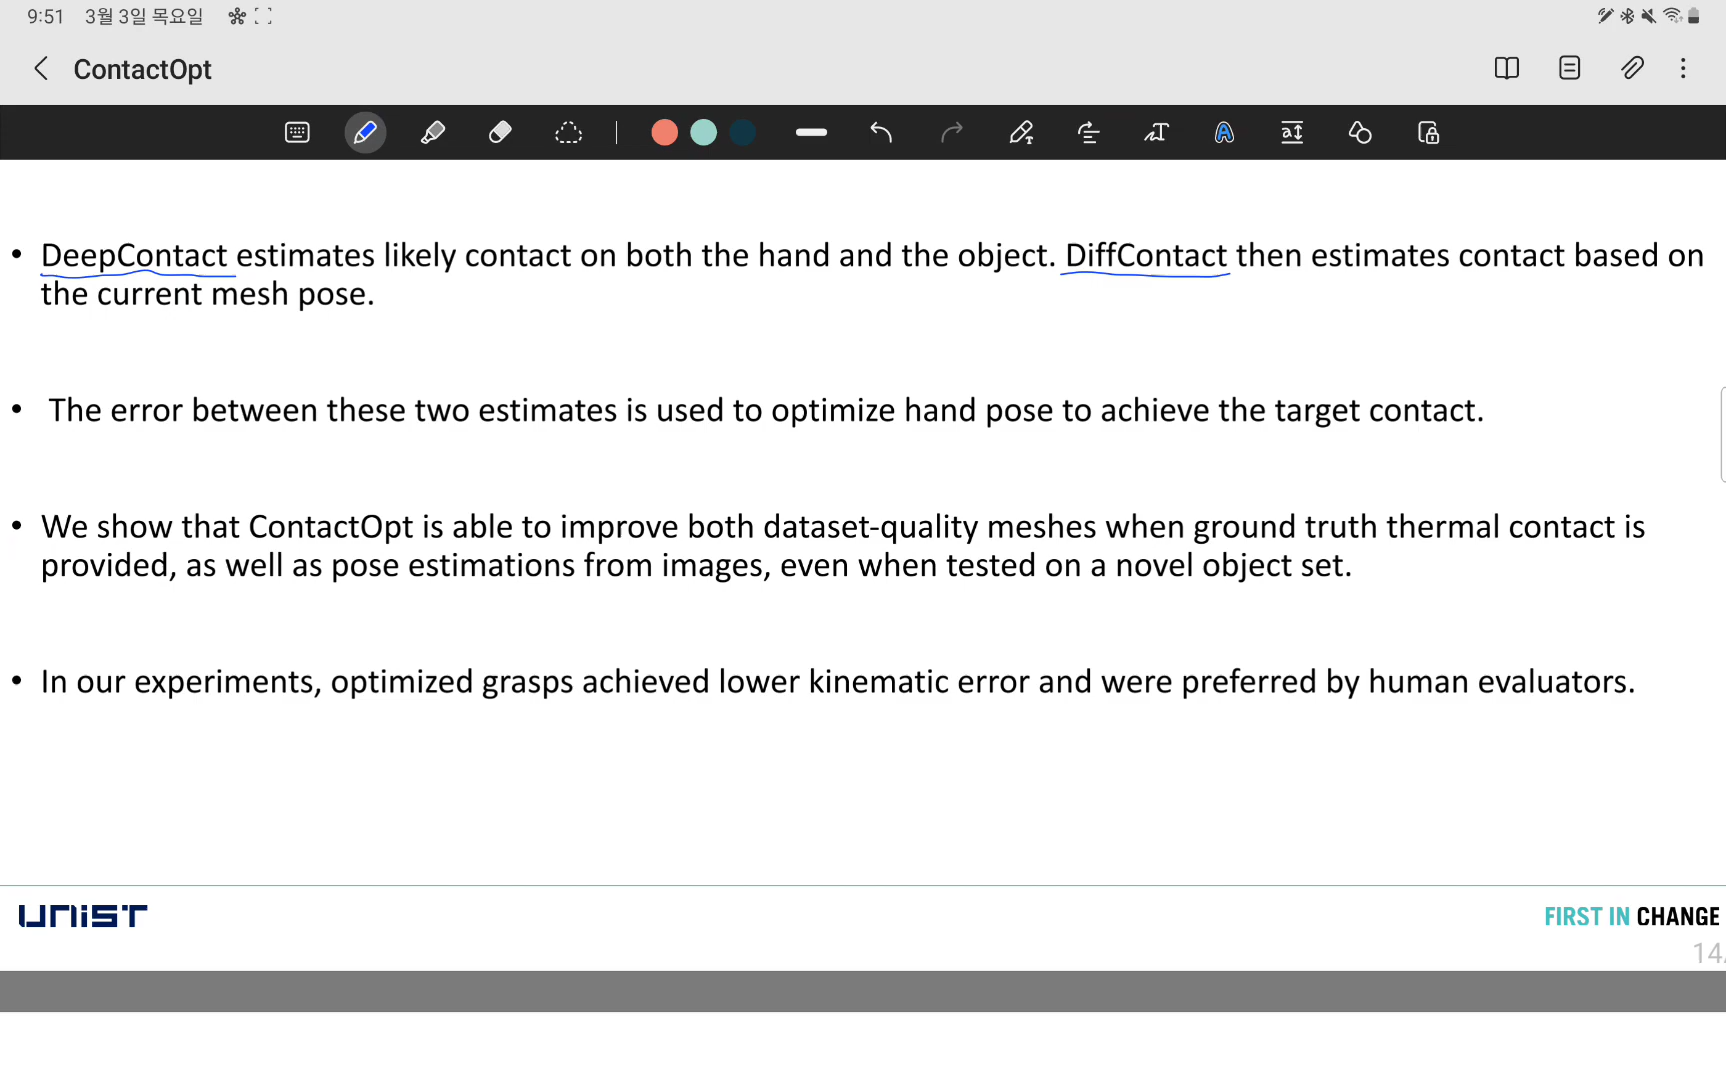 9:51 3월 3일 목요일
ContactOpt
• DeepContact estimates likely contact on both the hand and the object. DiffContact then estimates contact based on
the current mesh pose.
• The error between these two estimates is used to optimize hand pose to achieve the target contact.
• We show that ContactOpt is able to improve both dataset-quality meshes when ground truth thermal contact is
provided, as well as pose estimations from images, even when tested on a novel object set.
• In our experiments, optimized grasps achieved lower kinematic error and were preferred by human evaluators.
UNIST
FIRST IN CHANGE
14